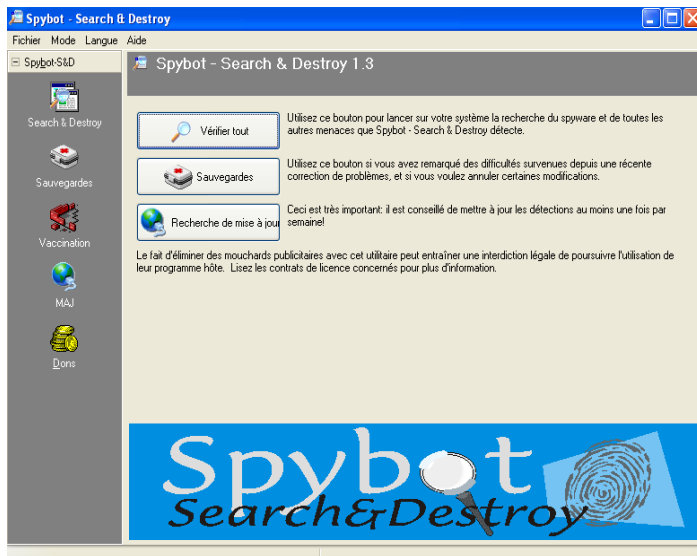 Spybot - Search & Destroy
Fichier Mode Langue Aide
Spybot-S&D
Search & Destroy
Sauvegardes
Vaccination
MAJ
Dons
Spybot - Search & Destroy 1.3
Vérifier tout
Utilisez ce bouton pour lancer sur votre système la recherche du spyware et de toutes les
autres menaces que Spybot - Search & Destroy détecte.
Sauvegardes
Utilisez ce bouton si vous avez remarqué des difficultés survenues depuis une récente
correction de problèmes, et si vous voulez annuler certaines modifications.
Recherche de mise à jour
Ceci est très important: il est conseillé de mettre à jour les détections au moins une fois par
semaine!
Le fait d'éliminer des mouchards publicitaires avec cet utilitaire peut entraîner une interdiction légale de poursuivre l'utilisation de
leur programme hôte. Lisez les contrats de licence concernés pour plus d'information.
Spybot
Search&Destroy